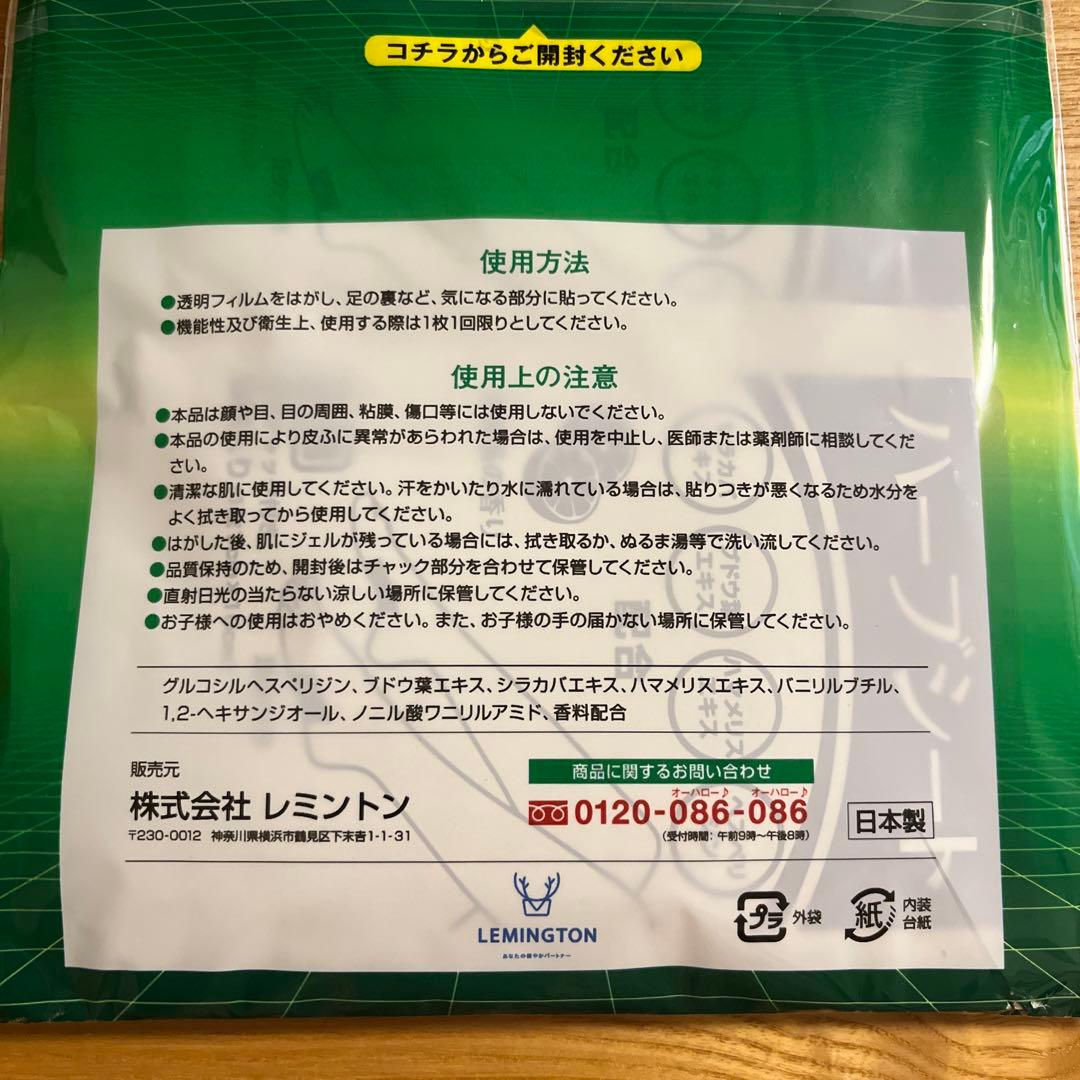 コチラからご開封ください
使用方法
●透明フィルムをはがし、足の裏など、気になる部分に貼ってください。
●機能性及び衛生上、使用する際は1枚1回限りとしてください。
使用上の注意
●本品は顔や目、目の周囲、粘膜、傷口等には使用しないでください。
●本品の使用により皮ふに異常があらわれた場合は、使用を中止し、医師または薬剤師に相談してくだ
さい。
●清潔な肌に使用してください。汗をかいたり水に濡れている場合は、貼りつきが悪くなるため水分を
よく拭き取ってから使用してください。
●はがした後、肌にジェルが残っている場合には、拭き取るか、ぬるま湯等で洗い流してください。
●品質保持のため、開封後はチャック部分を合わせて保管してください。
●直射日光の当たらない涼しい場所に保管してください。
●お子様への使用はおやめください。また、お子様の手の届かない場所に保管してください。
グルコシルヘスペリジン、ブドウ葉エキス、シラカバエキス、ハマメリスエキス、バニリルブチル、
1,2-ヘキサンジオール、ノニル酸ワニリルアミド、香料配合
販売元
株式会社 レミントン
〒230-0012 神奈川県横浜市鶴見区下末吉1-1-31
商品に関するお問い合わせ
オーハロー♪ オーハロー♪
0120-086-086
(受付時間：午前9時〜午後8時)
日本製
LEMINGTON
あなたの健やかパートナー
プラ 外袋
紙 内装
台紙
ハーブシート